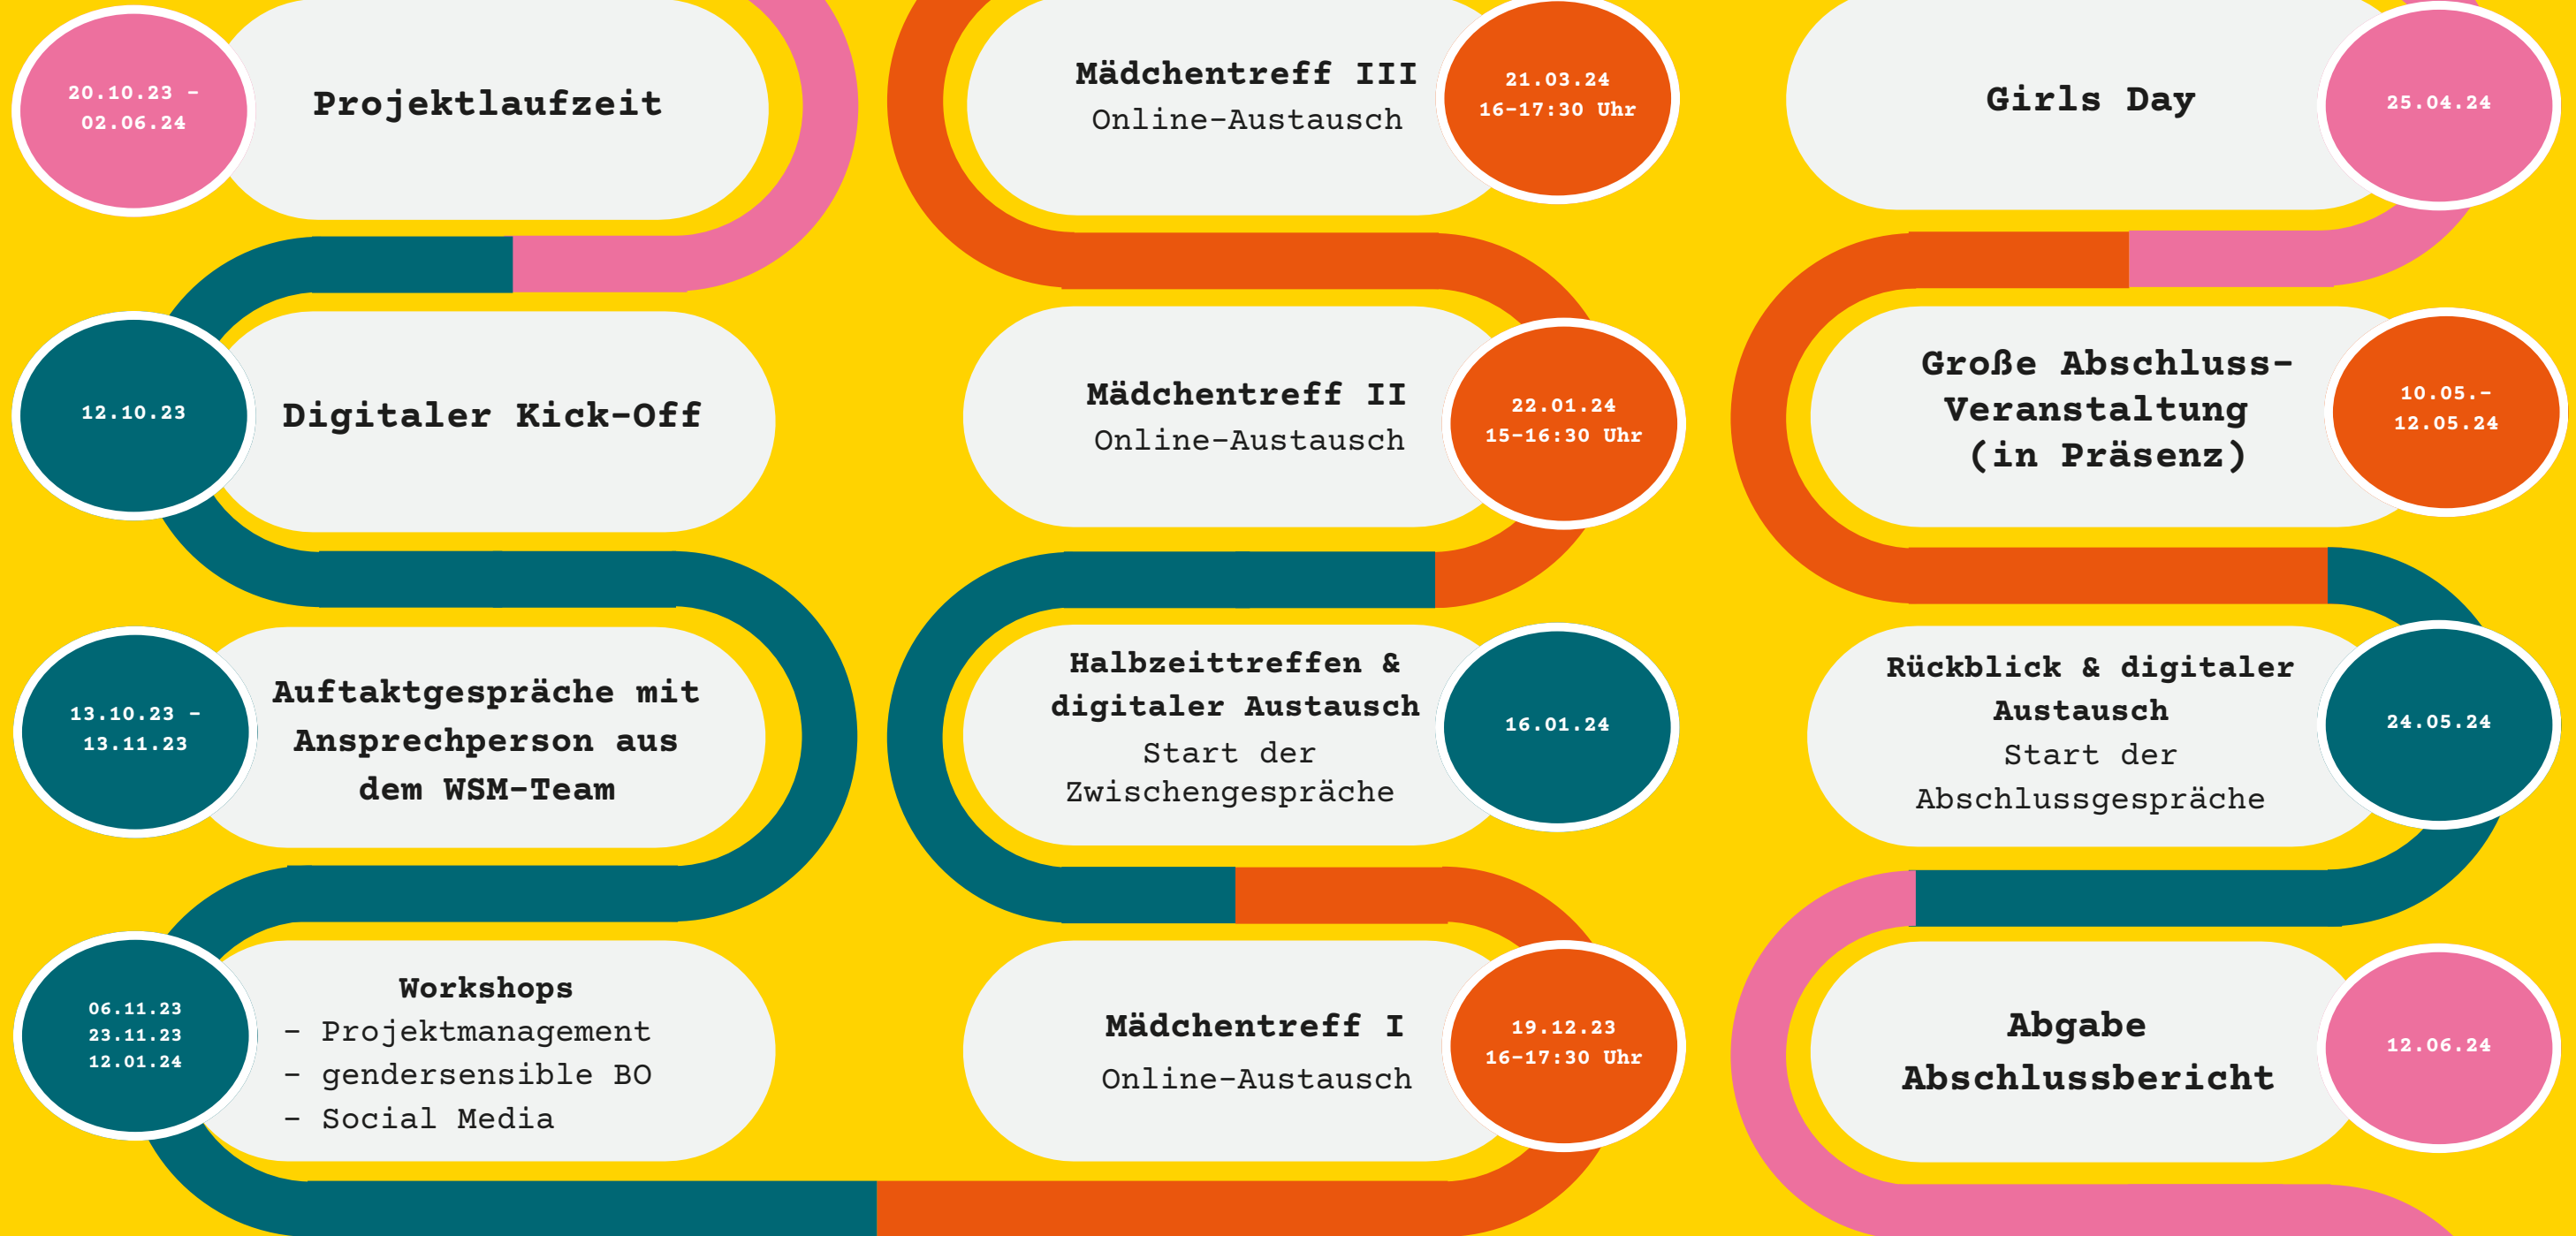 20.10.23 -
02.06.24
Projektlaufzeit
12.10.23
Digitaler Kick-Off
13.10.23 -
13.11.23
Auftaktgespräche mit
Ansprechperson aus
dem WSM-Team
06.11.23
23.11.23
12.01.24
Workshops
- Projektmanagement
- gendersensible BO
- Social Media
Mädchentreff III
Online-Austausch
21.03.24
16-17:30 Uhr
Mädchentreff II
Online-Austausch
22.01.24
15-16:30 Uhr
Halbzeittreffen &
digitaler Austausch
Start der
Zwischengespräche
16.01.24
Mädchentreff I
Online-Austausch
19.12.23
16-17:30 Uhr
Girls Day
25.04.24
Große Abschluss-
Veranstaltung
(in Präsenz)
10.05.-
12.05.24
Rückblick & digitaler
Austausch
Start der
Abschlussgespräche
24.05.24
Abgabe
Abschlussbericht
12.06.24